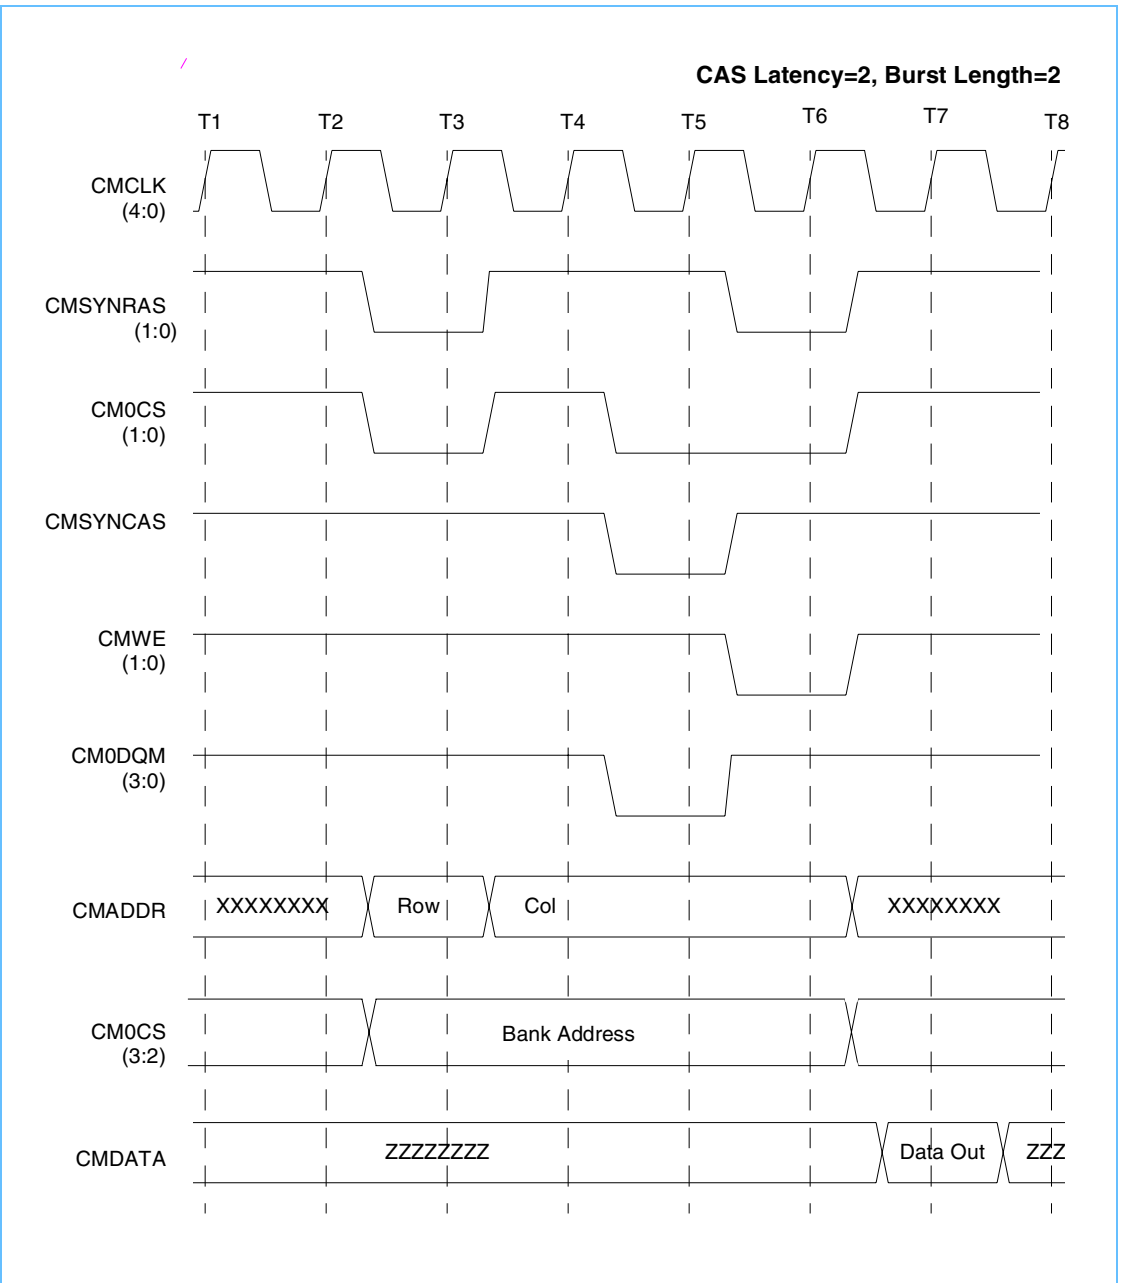 CAS Latency=2, Burst Length=2
T1 T2 T3 T4 T5 T6 T7 T8
CMCLK
(4:0)
CMSYNRAS
(1:0)
CM0CS
(1:0)
CMSYNCAS
CMWE
(1:0)
CM0DQM
(3:0)
CMADDR XXXXXXXX Row Col XXXXXXXX
CM0CS
(3:2)
Bank Address
CMDATA ZZZZZZZZ Data Out ZZZ